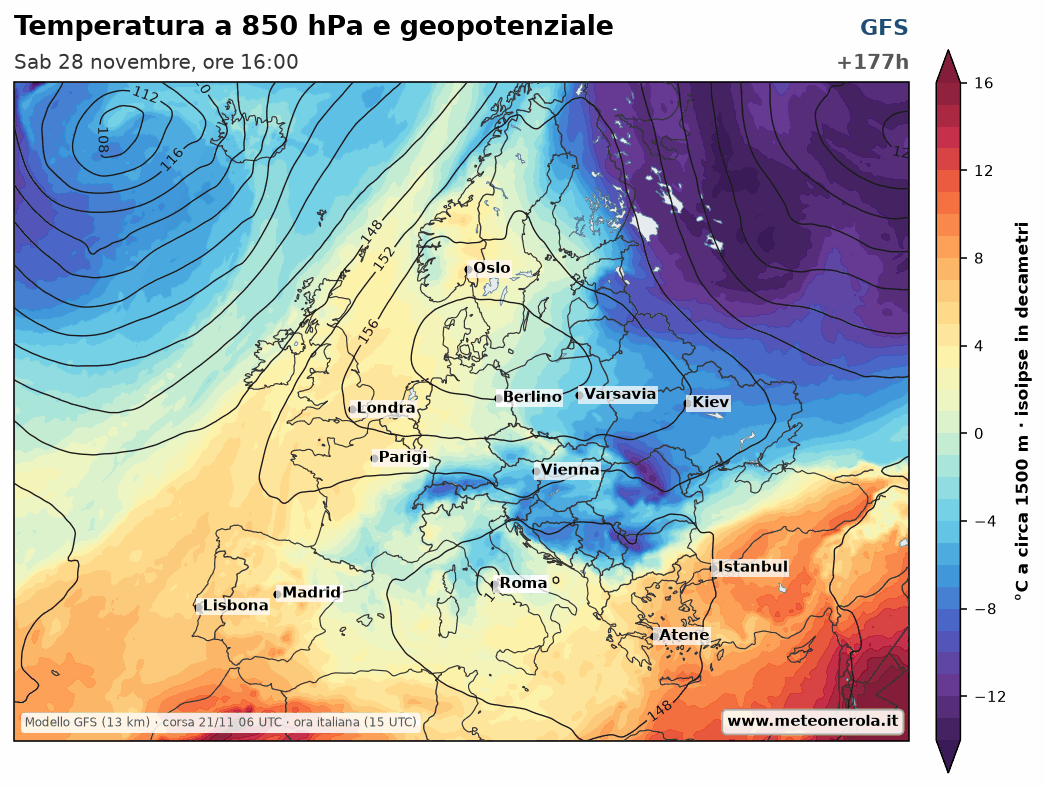 Temperatura a 850 hPa e geopotenziale
GFS
Sab 28 novembre, ore 16:00
+177h
112
108
116
148
152
156
148
Oslo
Berlino
Varsavia
Kiev
Londra
Parigi
Vienna
Istanbul
Roma
Madrid
Lisbona
Atene
Modello GFS (13 km) · corsa 21/11 06 UTC · ora italiana (15 UTC)
www.meteonerola.it
16
12
8
4
0
−4
−8
−12
°C a circa 1500 m · isoipse in decametri